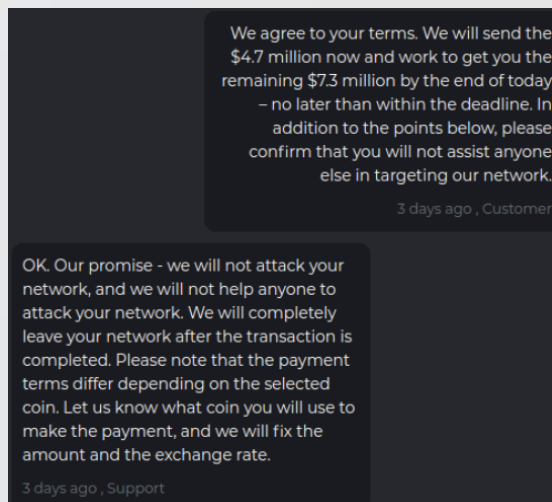 We agree to your terms. We will send the
$4.7 million now and work to get you the
remaining $7.3 million by the end of today
– no later than within the deadline. In
addition to the points below, please
confirm that you will not assist anyone
else in targeting our network.
3 days ago , Customer
OK. Our promise - we will not attack your
network, and we will not help anyone to
attack your network. We will completely
leave your network after the transaction is
completed. Please note that the payment
terms differ depending on the selected
coin. Let us know what coin you will use to
make the payment, and we will fix the
amount and the exchange rate.
3 days ago , Support